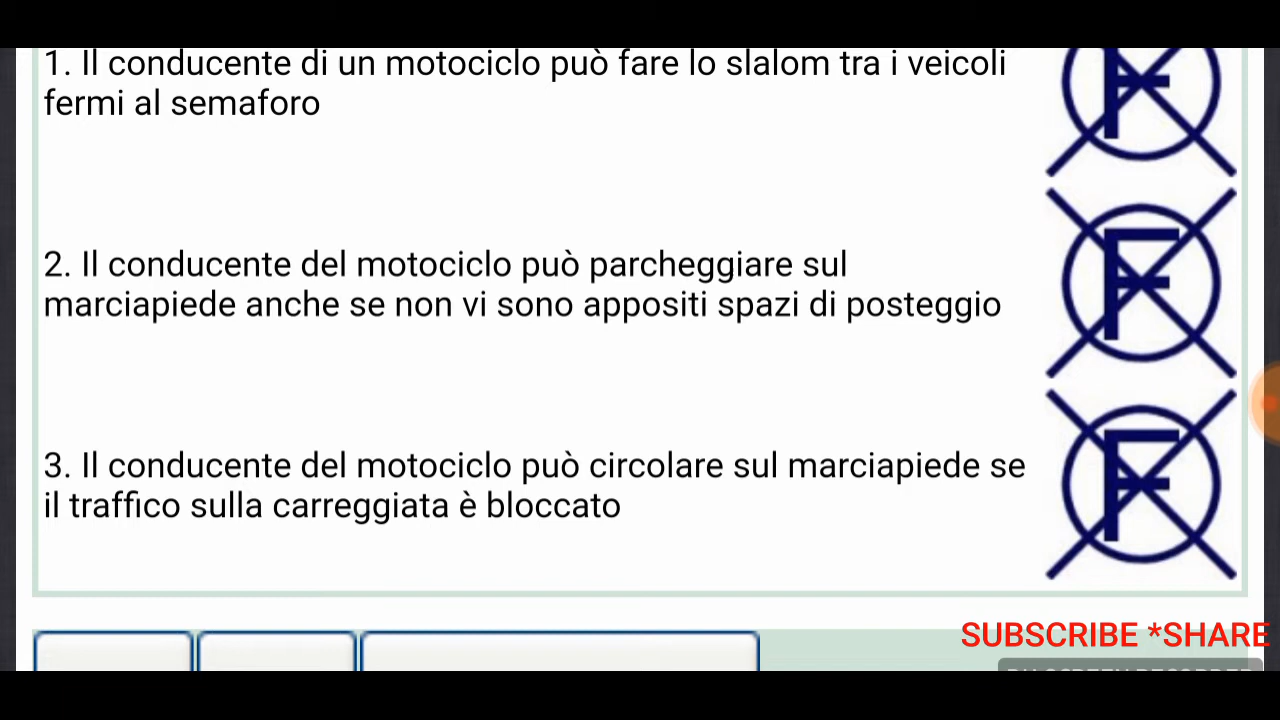 1. Il conducente di un motociclo può fare lo slalom tra i veicoli
fermi al semaforo
F
2. Il conducente del motociclo può parcheggiare sul
marciapiede anche se non vi sono appositi spazi di posteggio
F
3. Il conducente del motociclo può circolare sul marciapiede se
il traffico sulla carreggiata è bloccato
F
SUBSCRIBE *SHARE